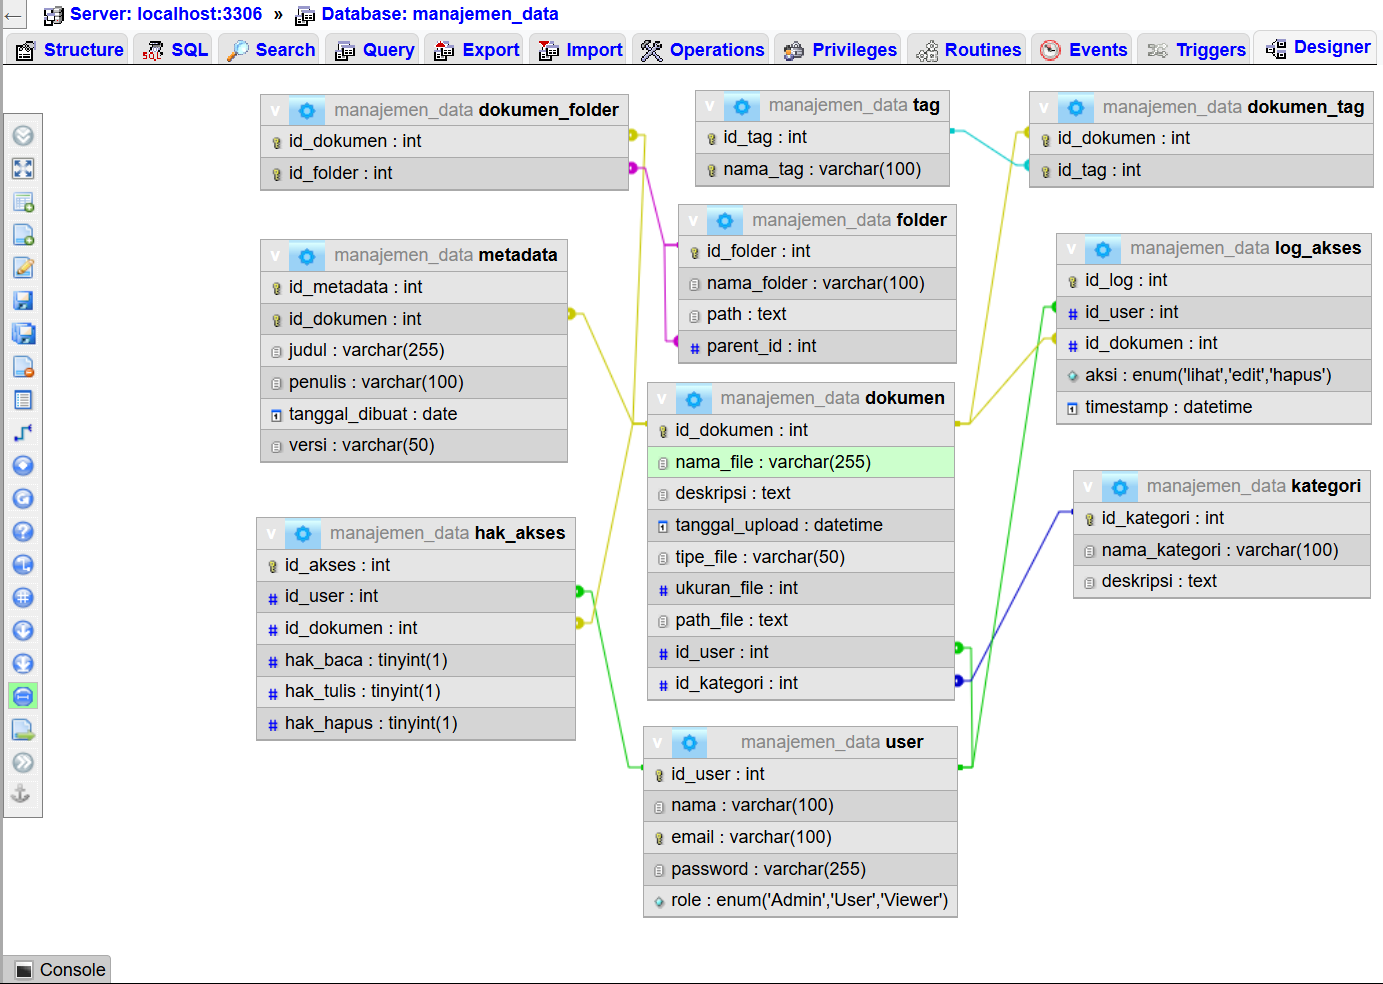 Server: localhost:3306 » Database: manajemen_data
Structure SQL Search Query Export Import Operations Privileges Routines Events Triggers Designer
v manajemen_data dokumen_folder
id_dokumen : int
id_folder : int
v manajemen_data tag
id_tag : int
nama_tag : varchar(100)
v manajemen_data dokumen_tag
id_dokumen : int
id_tag : int
v manajemen_data folder
id_folder : int
nama_folder : varchar(100)
path : text
parent_id : int
v manajemen_data metadata
id_metadata : int
id_dokumen : int
judul : varchar(255)
penulis : varchar(100)
tanggal_dibuat : date
versi : varchar(50)
v manajemen_data log_akses
id_log : int
id_user : int
id_dokumen : int
aksi : enum('lihat','edit','hapus')
timestamp : datetime
v manajemen_data dokumen
id_dokumen : int
nama_file : varchar(255)
deskripsi : text
tanggal_upload : datetime
tipe_file : varchar(50)
ukuran_file : int
path_file : text
id_user : int
id_kategori : int
v manajemen_data kategori
id_kategori : int
nama_kategori : varchar(100)
deskripsi : text
v manajemen_data hak_akses
id_akses : int
id_user : int
id_dokumen : int
hak_baca : tinyint(1)
hak_tulis : tinyint(1)
hak_hapus : tinyint(1)
v manajemen_data user
id_user : int
nama : varchar(100)
email : varchar(100)
password : varchar(255)
role : enum('Admin','User','Viewer')
Console